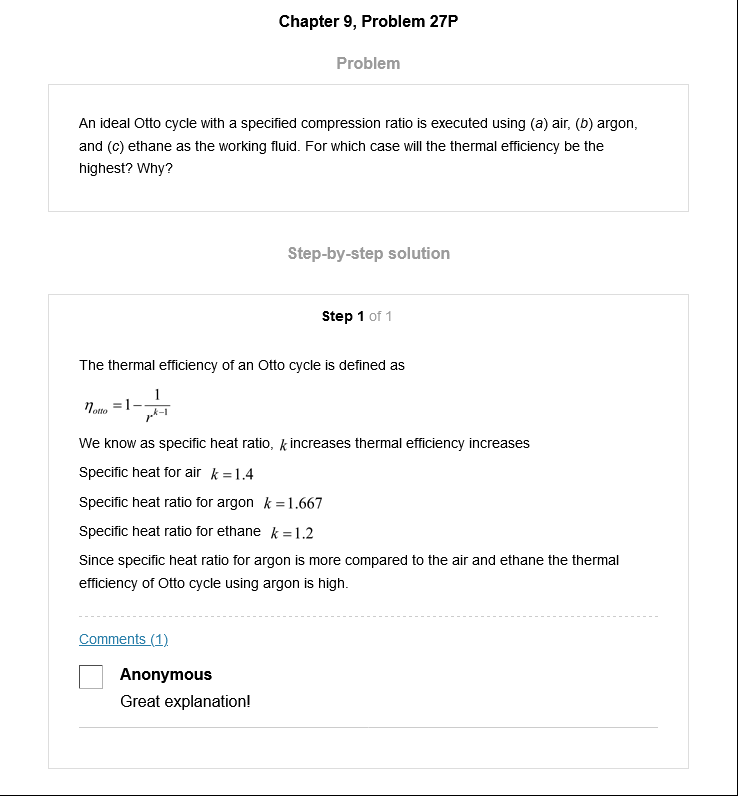 Chapter 9, Problem 27P
Problem
An ideal Otto cycle with a specified compression ratio is executed using (a) air, (b) argon,
and (c) ethane as the working fluid. For which case will the thermal efficiency be the
highest? Why?
Step-by-step solution
Step 1 of 1
The thermal efficiency of an Otto cycle is defined as
η_otto = 1 − 1/r^(k−1)
We know as specific heat ratio, k increases thermal efficiency increases
Specific heat for air k = 1.4
Specific heat ratio for argon k = 1.667
Specific heat ratio for ethane k = 1.2
Since specific heat ratio for argon is more compared to the air and ethane the thermal
efficiency of Otto cycle using argon is high.
Comments (1)
Anonymous
Great explanation!